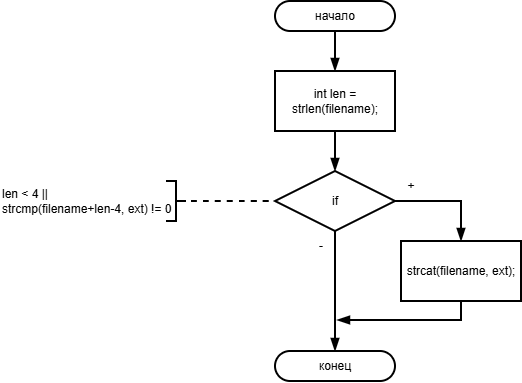 начало
int len =
strlen(filename);
len < 4 ||
strcmp(filename+len-4, ext) != 0
if
+
-
strcat(filename, ext);
конец